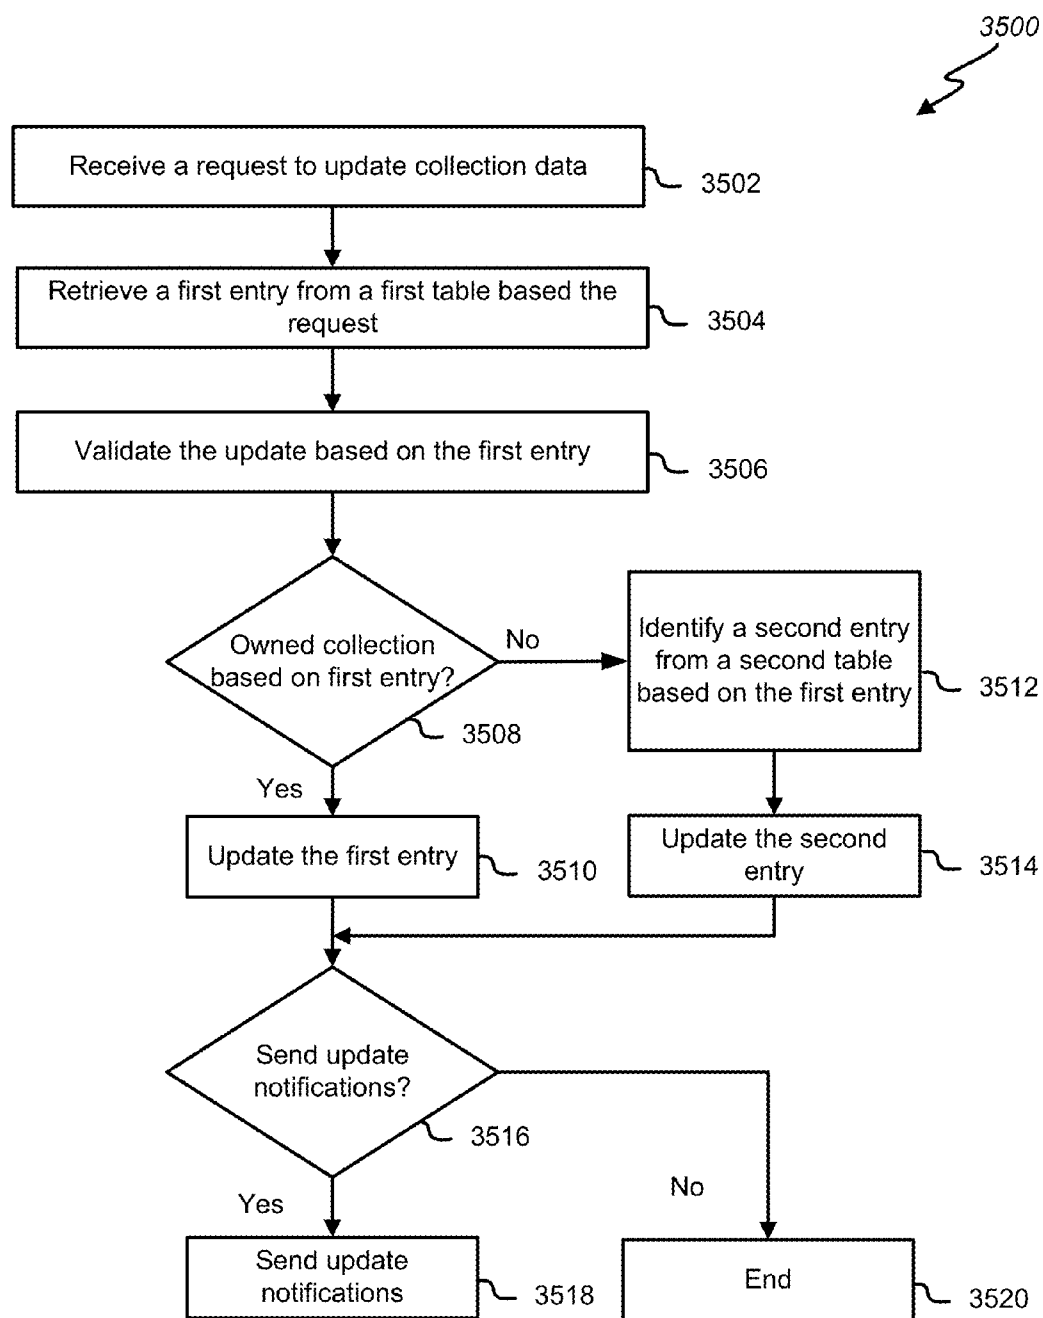 3500
Receive a request to update collection data
3502
Retrieve a first entry from a first table based the
request
3504
Validate the update based on the first entry
3506
Owned collection
based on first entry?
3508
No
Identify a second entry
from a second table
based on the first entry
3512
Yes
Update the first entry
3510
Update the second
entry
3514
Send update
notifications?
3516
Yes
No
Send update
notifications
3518
End
3520